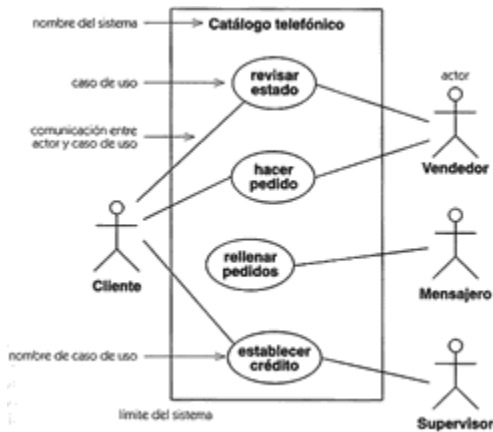 nombre del sistema
Catálogo telefónico
caso de uso
revisar
estado
actor
comunicación entre
actor y caso de uso
Vendedor
hacer
pedido
Cliente
rellenar
pedidos
Mensajero
nombre de caso de uso
establecer
crédito
límite del sistema
Supervisor